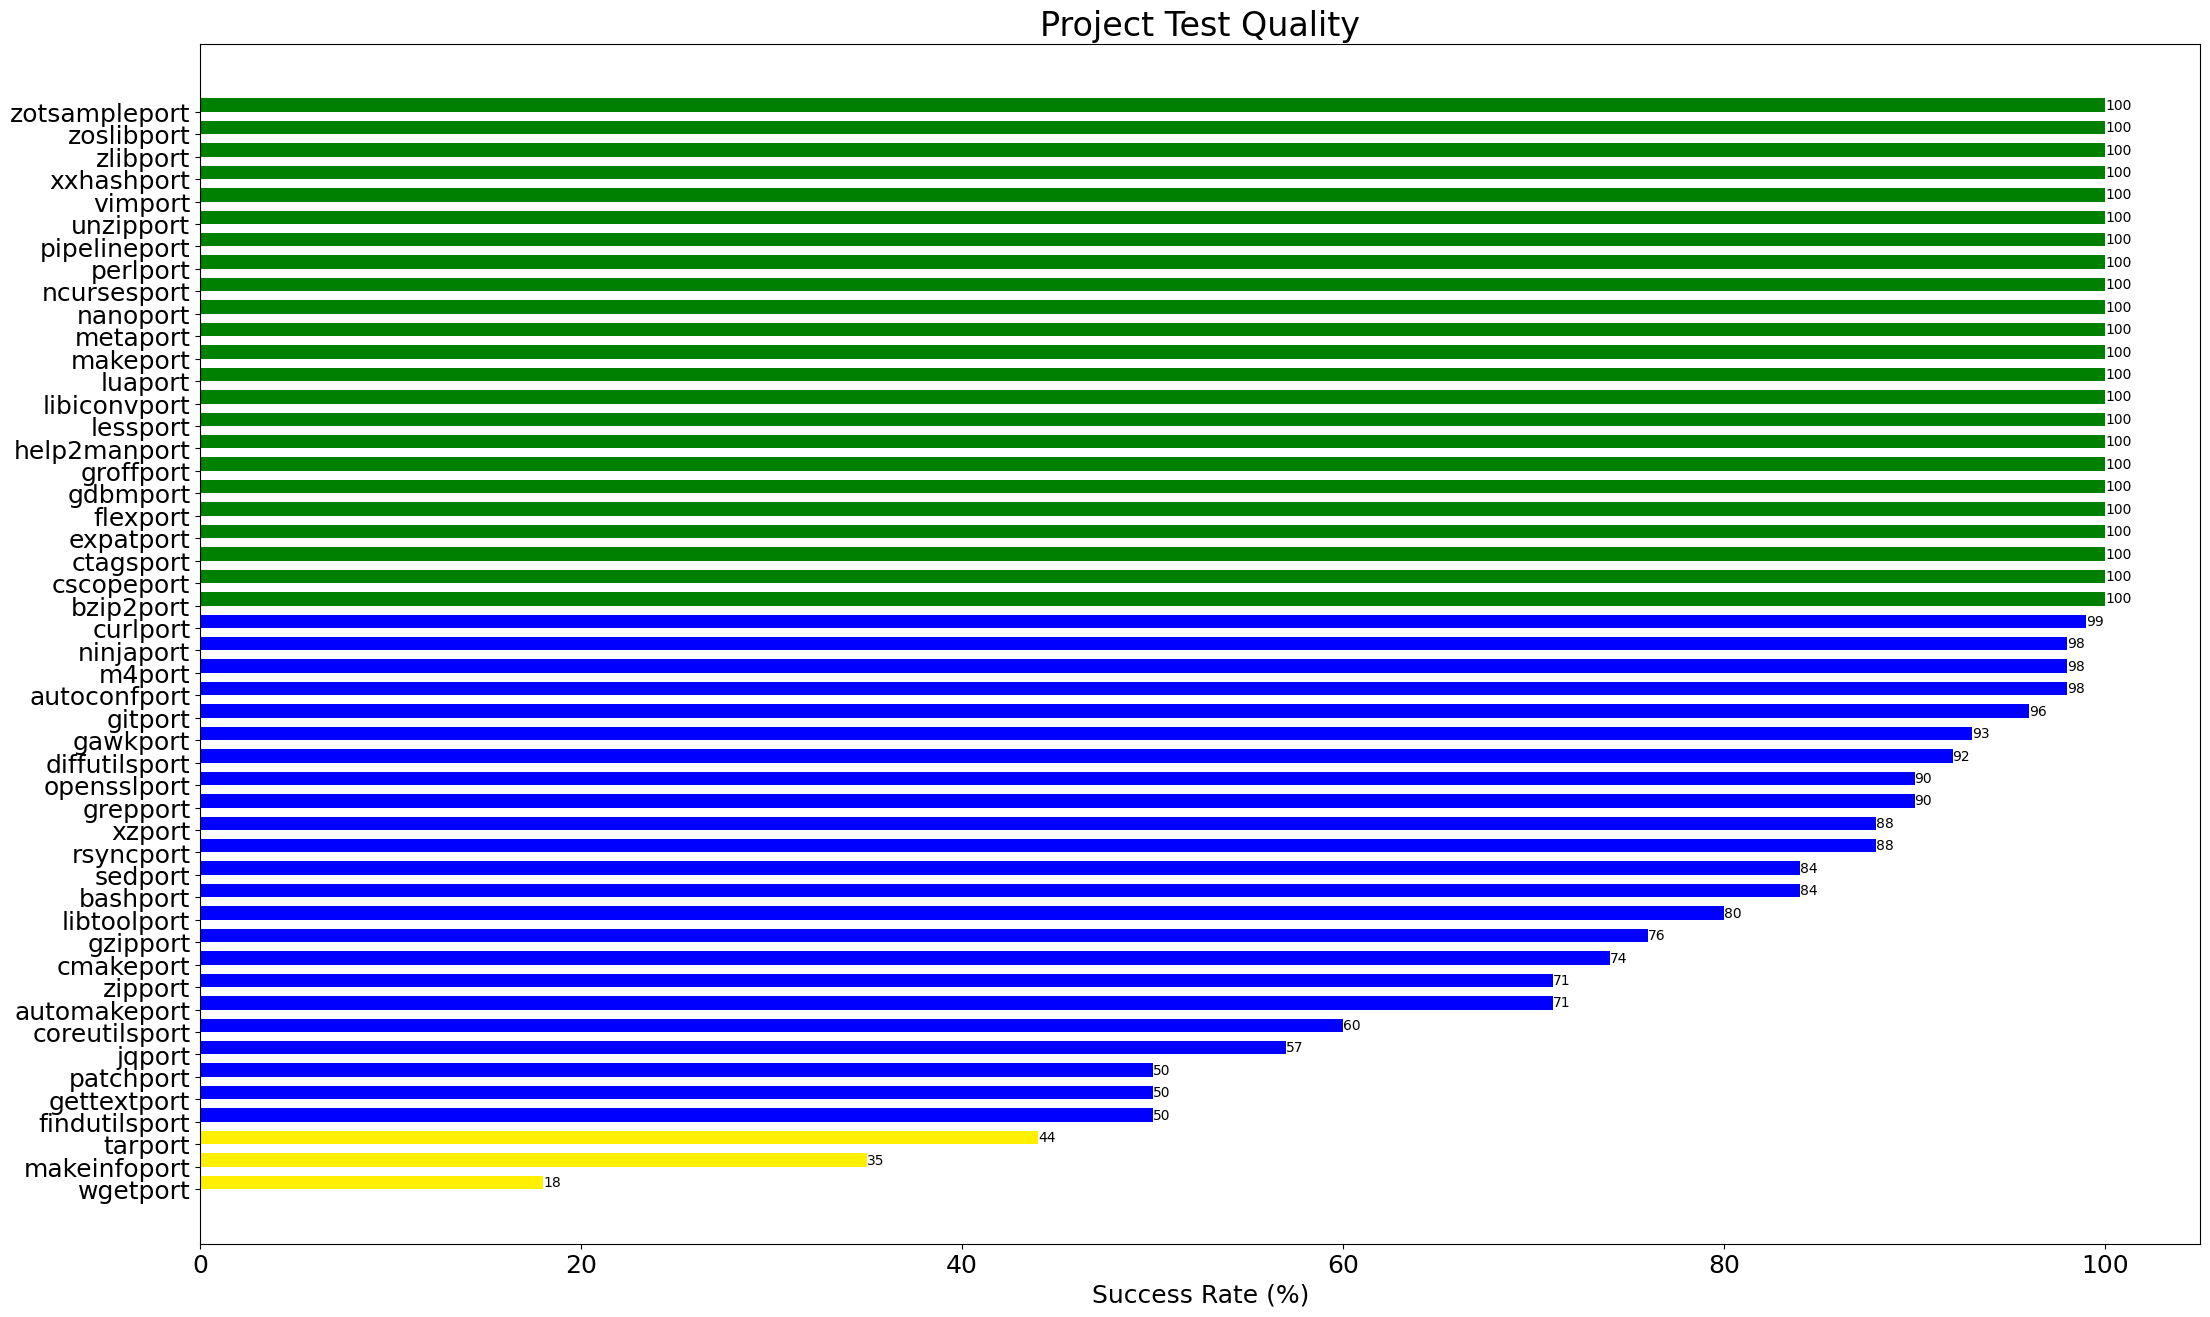 Project Test Quality
zotsampleport 100
zoslibport 100
zlibport 100
xxhashport 100
vimport 100
unzipport 100
pipelineport 100
perlport 100
ncursesport 100
nanoport 100
metaport 100
makeport 100
luaport 100
libiconvport 100
lessport 100
help2manport 100
groffport 100
gdbmport 100
flexport 100
expatport 100
ctagsport 100
cscopeport 100
bzip2port 100
curlport 99
ninjaport 98
m4port 98
autoconfport 98
gitport 96
gawkport 93
diffutilsport 92
opensslport 90
grepport 90
xzport 88
rsyncport 88
sedport 84
bashport 84
libtoolport 80
gzipport 76
cmakeport 74
zipport 71
automakeport 71
coreutilsport 60
jqport 57
patchport 50
gettextport 50
findutilsport 50
tarport 44
makeinfoport 35
wgetport 18
0 20 40 60 80 100
Success Rate (%)